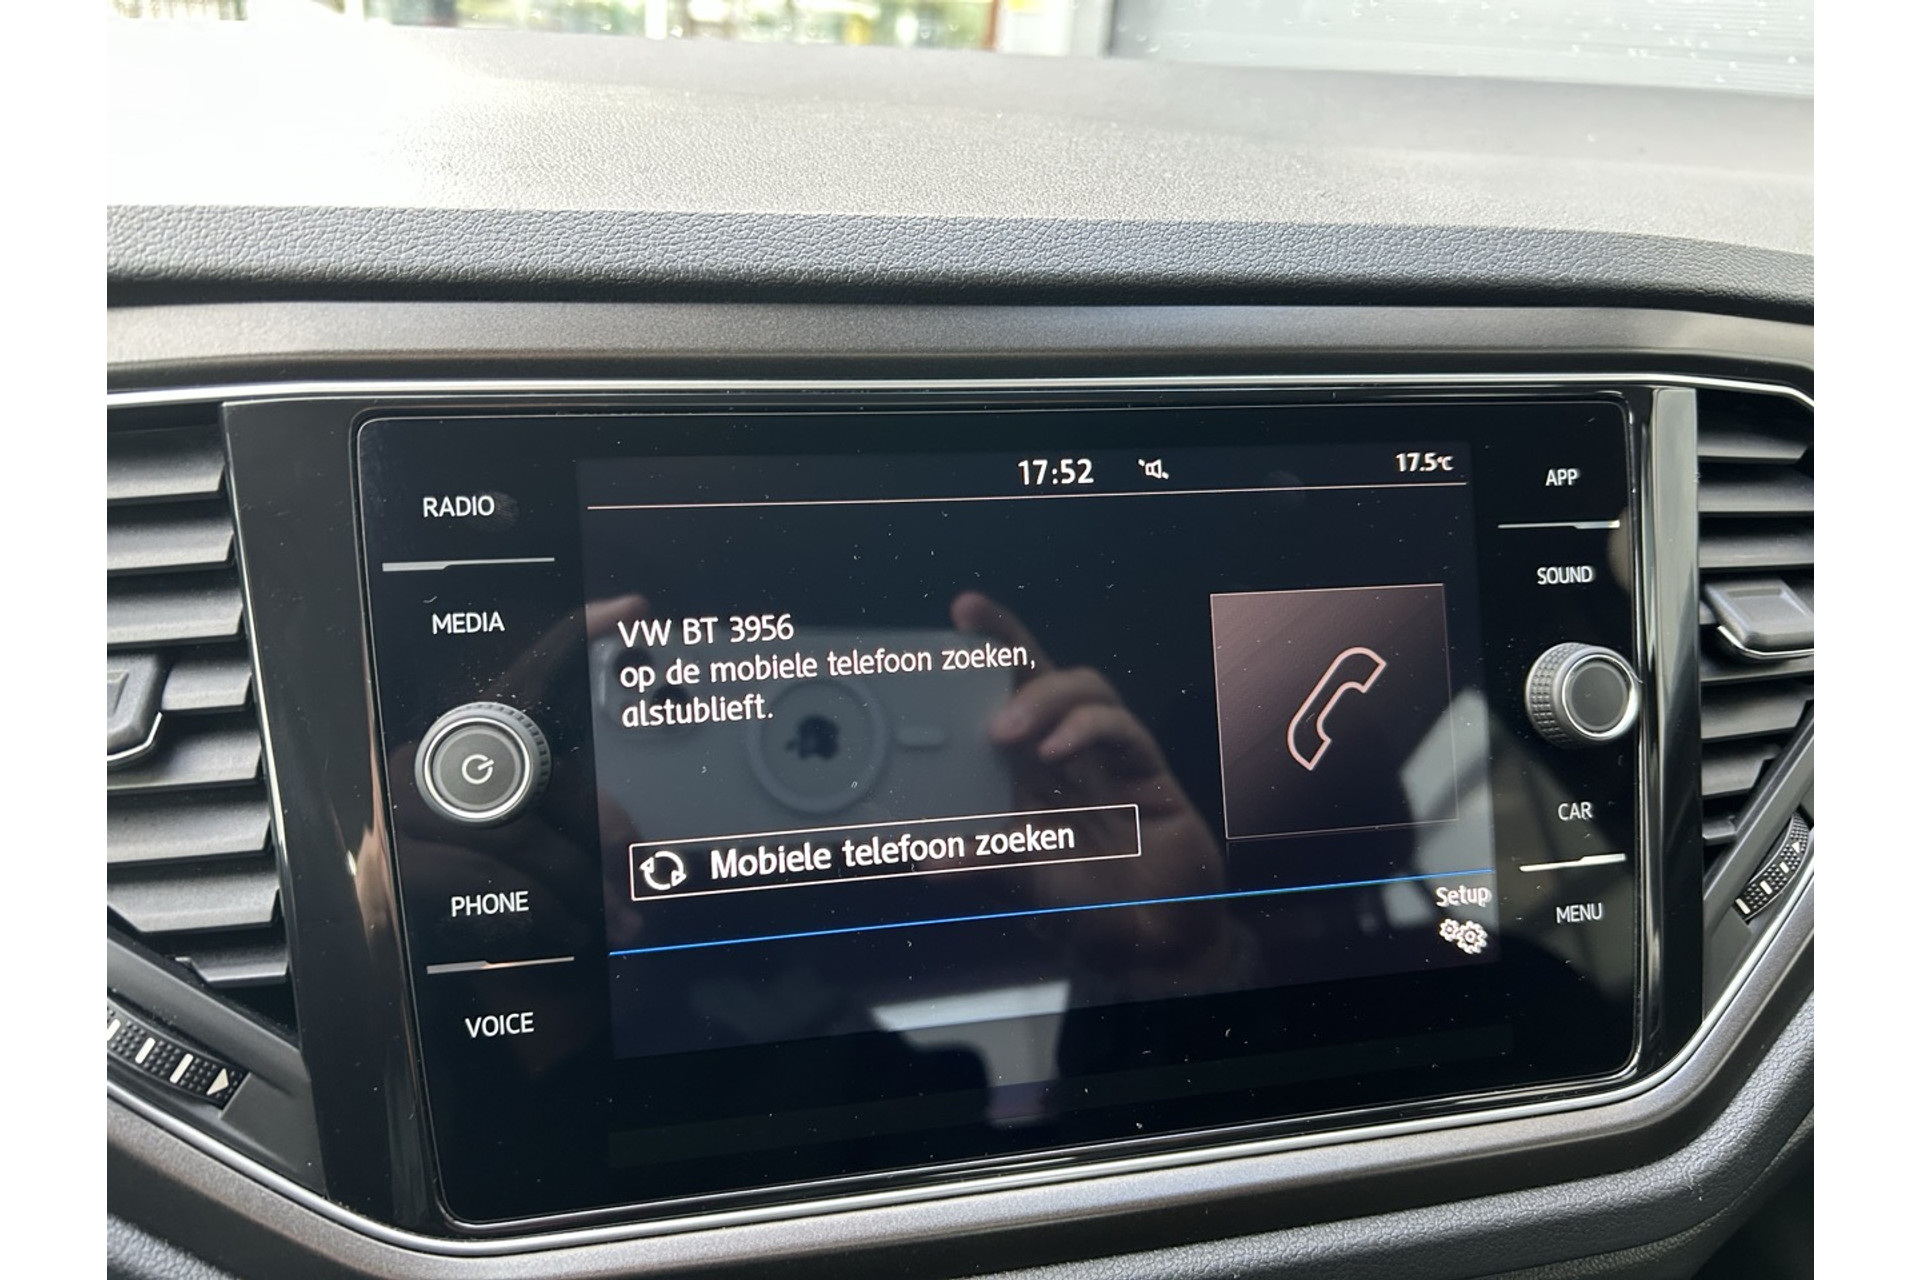 17:52
17.5°C
RADIO
MEDIA
PHONE
VOICE
VW BT 3956
op de mobiele telefoon zoeken,
alstublieft.
Mobiele telefoon zoeken
Setup
APP
SOUND
CAR
MENU